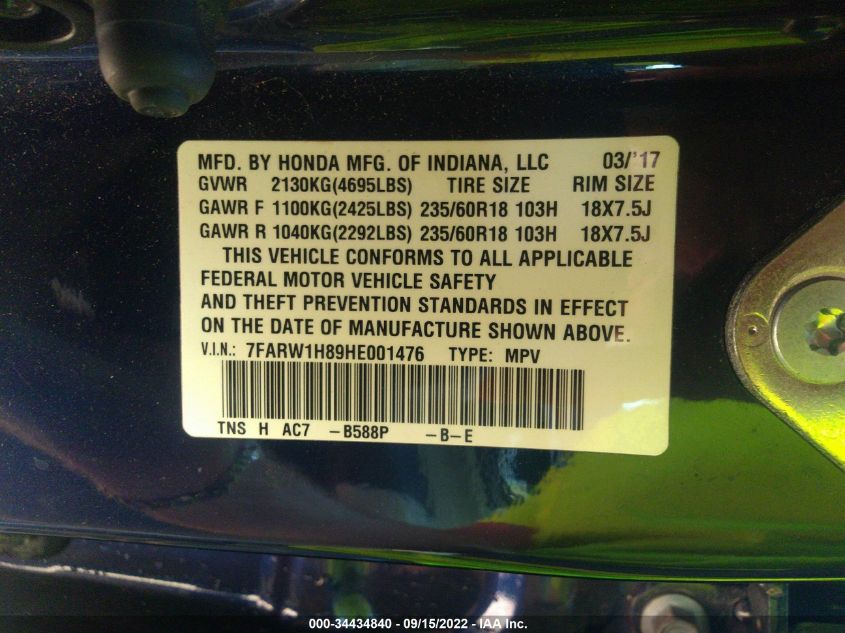 MFD. BY HONDA MFG. OF INDIANA, LLC 03/'17
GVWR 2130KG(4695LBS) TIRE SIZE RIM SIZE
GAWR F 1100KG(2425LBS) 235/60R18 103H 18X7.5J
GAWR R 1040KG(2292LBS) 235/60R18 103H 18X7.5J
THIS VEHICLE CONFORMS TO ALL APPLICABLE
FEDERAL MOTOR VEHICLE SAFETY
AND THEFT PREVENTION STANDARDS IN EFFECT
ON THE DATE OF MANUFACTURE SHOWN ABOVE.
V.I.N.: 7FARW1H89HE001476 TYPE: MPV
TNS H AC7 -B588P -B-E
000-34434840 - 09/15/2022 - IAA Inc.